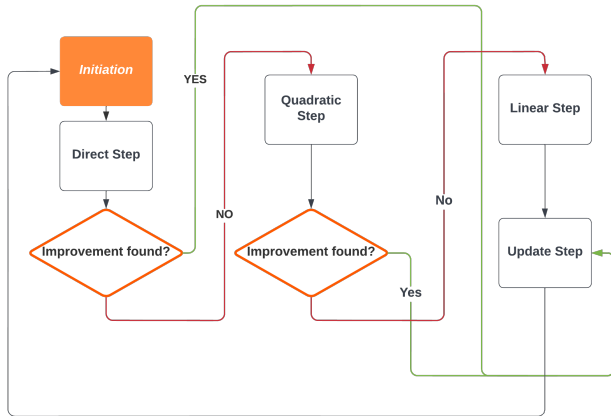 Initiation
YES
Direct Step
Improvement found?
NO
Quadratic
Step
Improvement found?
Yes
No
Linear Step
Update Step